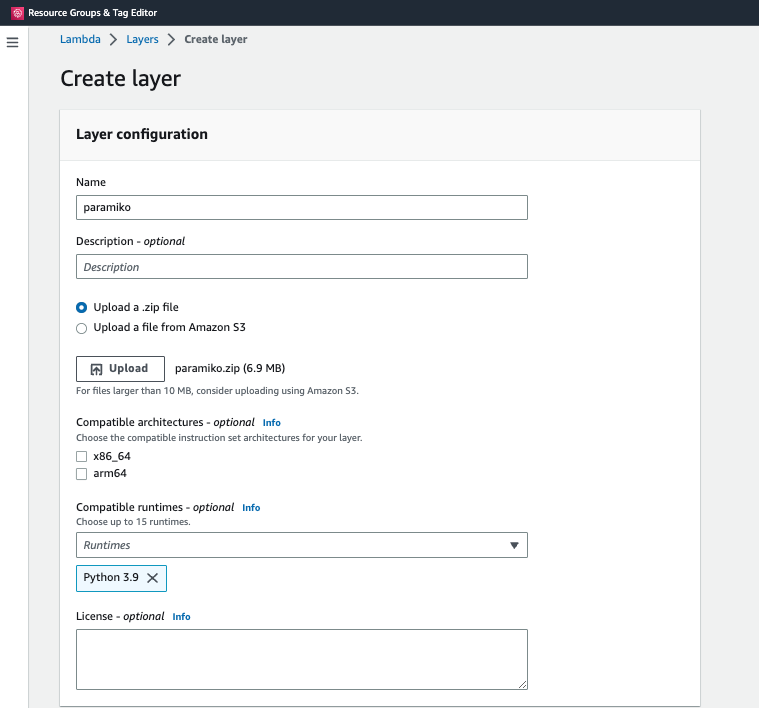 Resource Groups & Tag Editor
Lambda > Layers > Create layer
Create layer
Layer configuration
Name
paramiko
Description - optional
Description
Upload a .zip file
Upload a file from Amazon S3
Upload paramiko.zip (6.9 MB)
For files larger than 10 MB, consider uploading using Amazon S3.
Compatible architectures - optional Info
Choose the compatible instruction set architectures for your layer.
x86_64
arm64
Compatible runtimes - optional Info
Choose up to 15 runtimes.
Runtimes
Python 3.9
License - optional Info